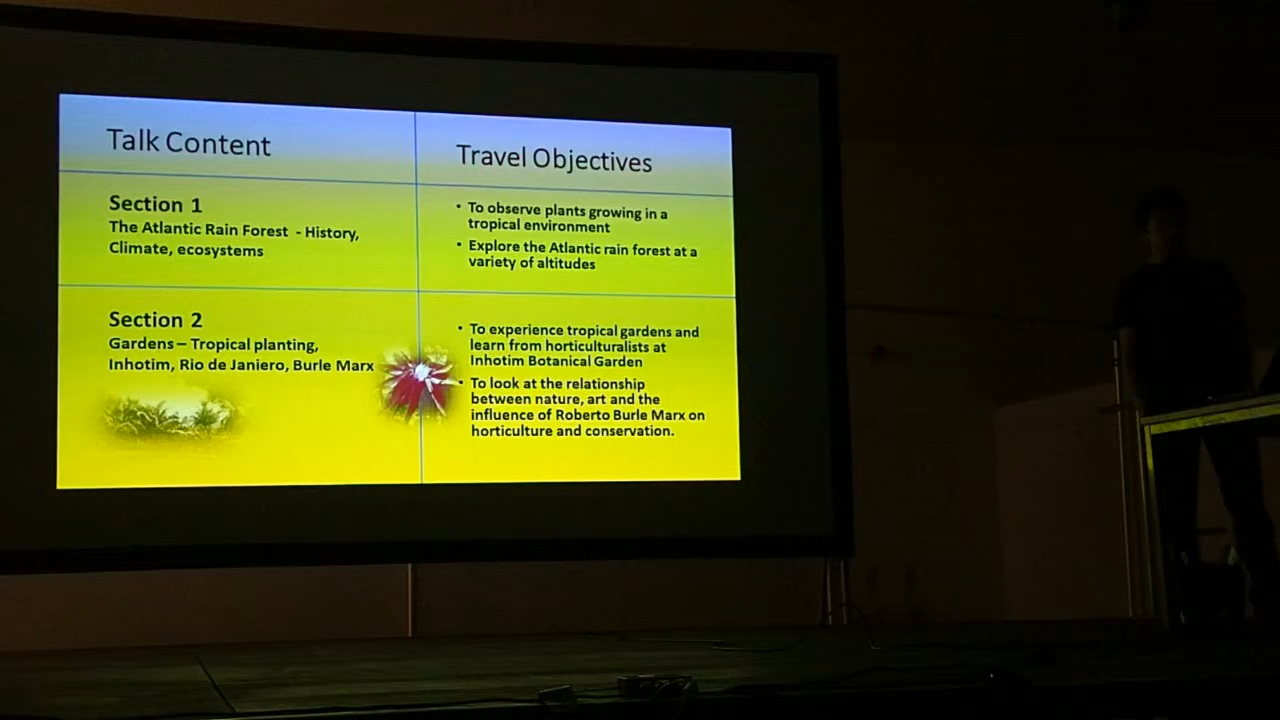 Talk Content
Travel Objectives
Section 1
The Atlantic Rain Forest - History,
Climate, ecosystems
• To observe plants growing in a
tropical environment
• Explore the Atlantic rain forest at a
variety of altitudes
Section 2
Gardens – Tropical planting,
Inhotim, Rio de Janiero, Burle Marx
• To experience tropical gardens and
learn from horticulturalists at
Inhotim Botanical Garden
• To look at the relationship
between nature, art and the
influence of Roberto Burle Marx on
horticulture and conservation.